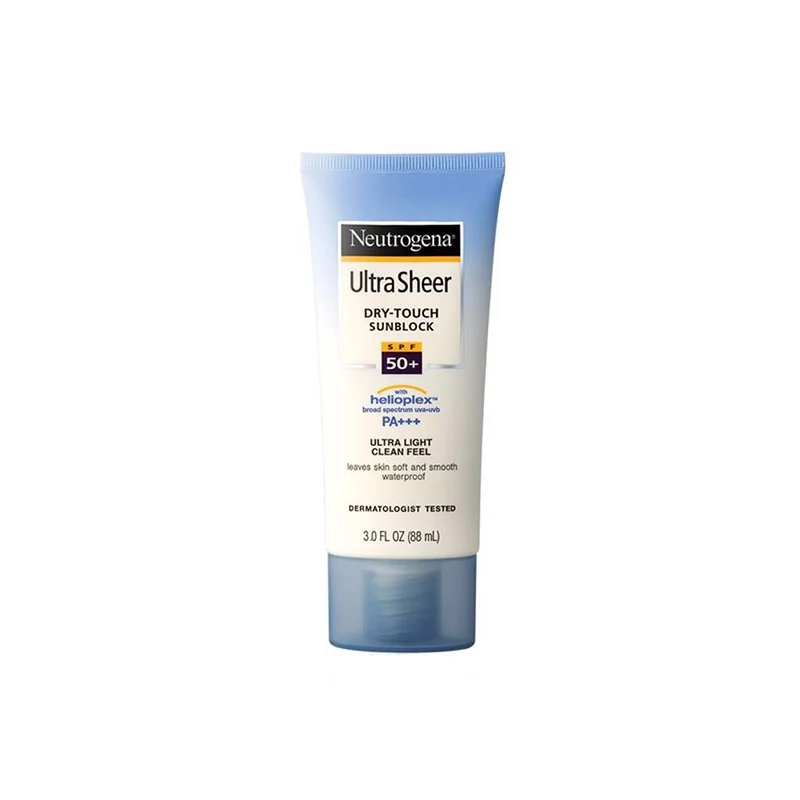 Neutrogena®
Ultra Sheer
DRY-TOUCH
SUNBLOCK
SPF
50+
with
helioplex™
broad spectrum uva-uvb
PA+++
ULTRA LIGHT
CLEAN FEEL
leaves skin soft and smooth
waterproof
DERMATOLOGIST TESTED
3.0 FL OZ (88 mL)